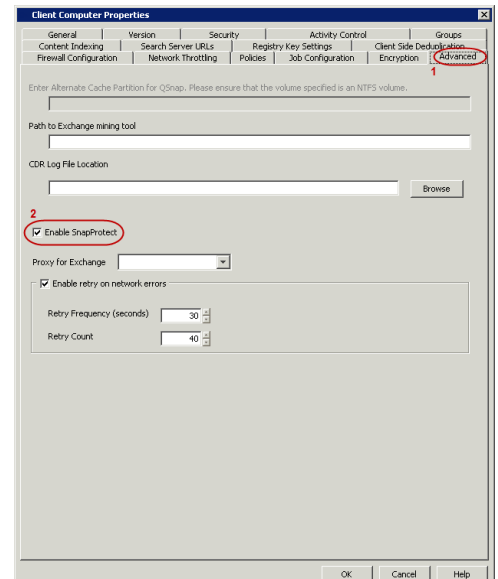 Client Computer Properties
General Version Security Activity Control Groups
Content Indexing Search Server URLs Registry Key Settings Client Side Deduplication
Firewall Configuration Network Throttling Policies Job Configuration Encryption Advanced
1
Enter Alternate Cache Partition for QSnap. Please ensure that the volume specified is an NTFS volume.
Path to Exchange mining tool
CDR Log File Location
Browse
2
Enable SnapProtect
Proxy for Exchange
Enable retry on network errors
Retry Frequency (seconds) 30
Retry Count 40
OK Cancel Help